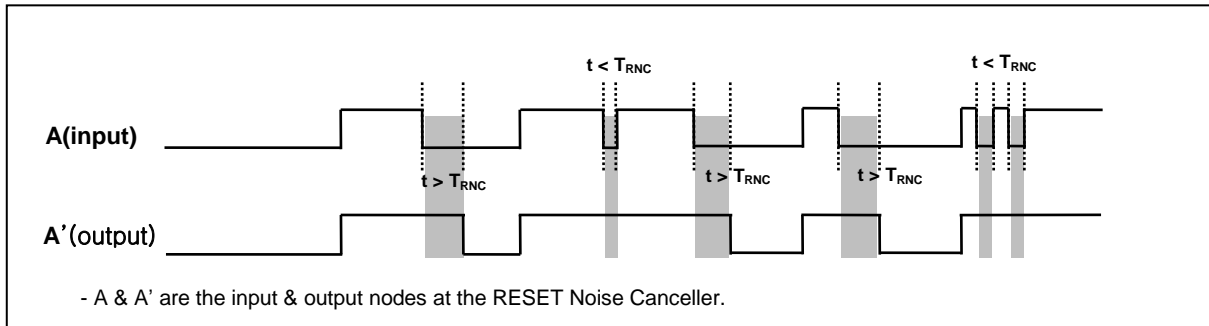 t < TRNC
t < TRNC
A(input)
t > TRNC
t > TRNC
t > TRNC
A'(output)
- A & A' are the input & output nodes at the RESET Noise Canceller.